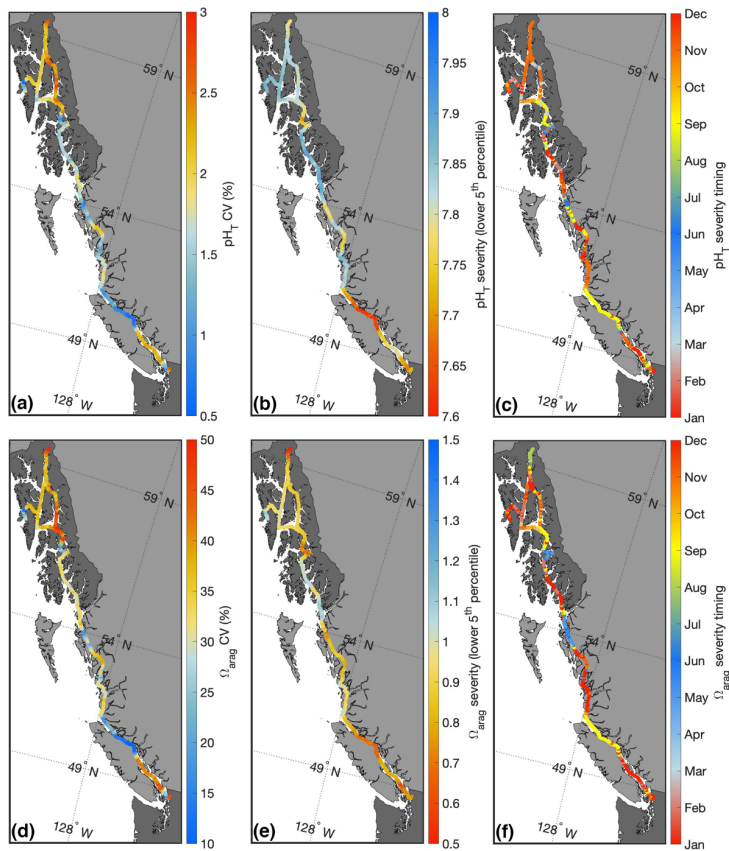 59° N
54° N
49° N
128° W
(a)
3
2.5
2
1.5
1
0.5
pH_T CV (%)
59° N
54° N
49° N
128° W
(b)
8
7.95
7.9
7.85
7.8
7.75
7.7
7.65
7.6
pH_T severity (lower 5th percentile)
59° N
54° N
49° N
128° W
(c)
Dec
Nov
Oct
Sep
Aug
Jul
Jun
May
Apr
Mar
Feb
Jan
pH_T severity timing
59° N
54° N
49° N
128° W
(d)
50
45
40
35
30
25
20
15
10
Ω_arag CV (%)
59° N
54° N
49° N
128° W
(e)
1.5
1.4
1.3
1.2
1.1
1
0.9
0.8
0.7
0.6
0.5
Ω_arag severity (lower 5th percentile)
59° N
54° N
49° N
128° W
(f)
Dec
Nov
Oct
Sep
Aug
Jul
Jun
May
Apr
Mar
Feb
Jan
Ω_arag severity timing